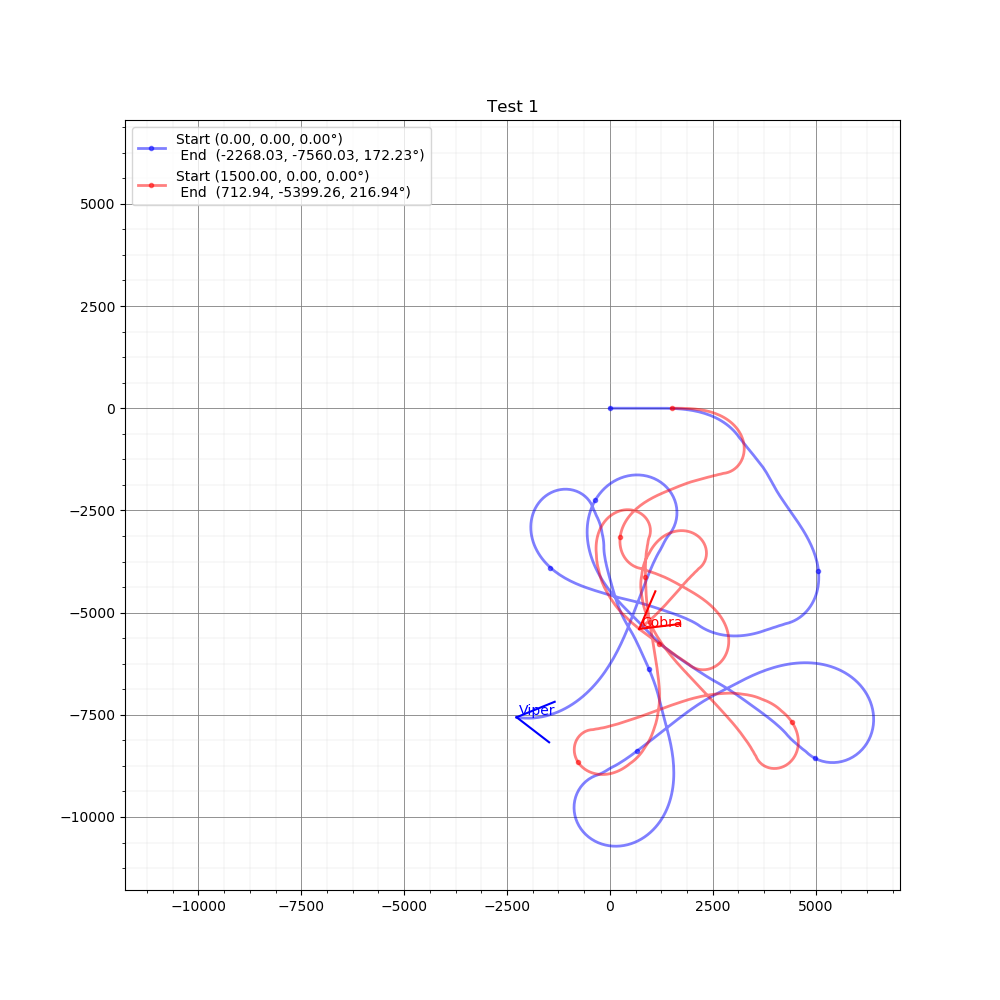 Test 1
Start (0.00, 0.00, 0.00°)
End (-2268.03, -7560.03, 172.23°)
Start (1500.00, 0.00, 0.00°)
End (712.94, -5399.26, 216.94°)
5000
2500
0
−2500
−5000
−7500
−10000
Cobra
Viper
−10000 −7500 −5000 −2500 0 2500 5000